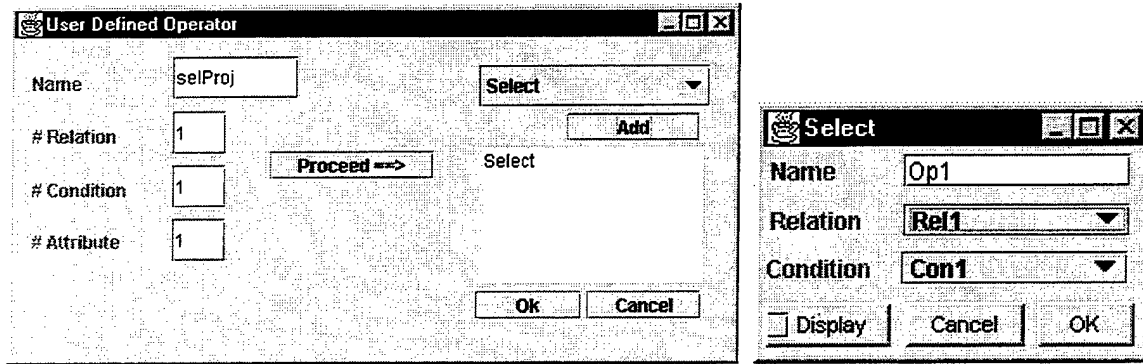 User Defined Operator
Name
selProj
# Relation
1
# Condition
1
# Attribute
1
Proceed ==>
Select
Add
Select
Ok
Cancel
Select
Name
Op1
Relation
Rel1
Condition
Con1
Display
Cancel
OK